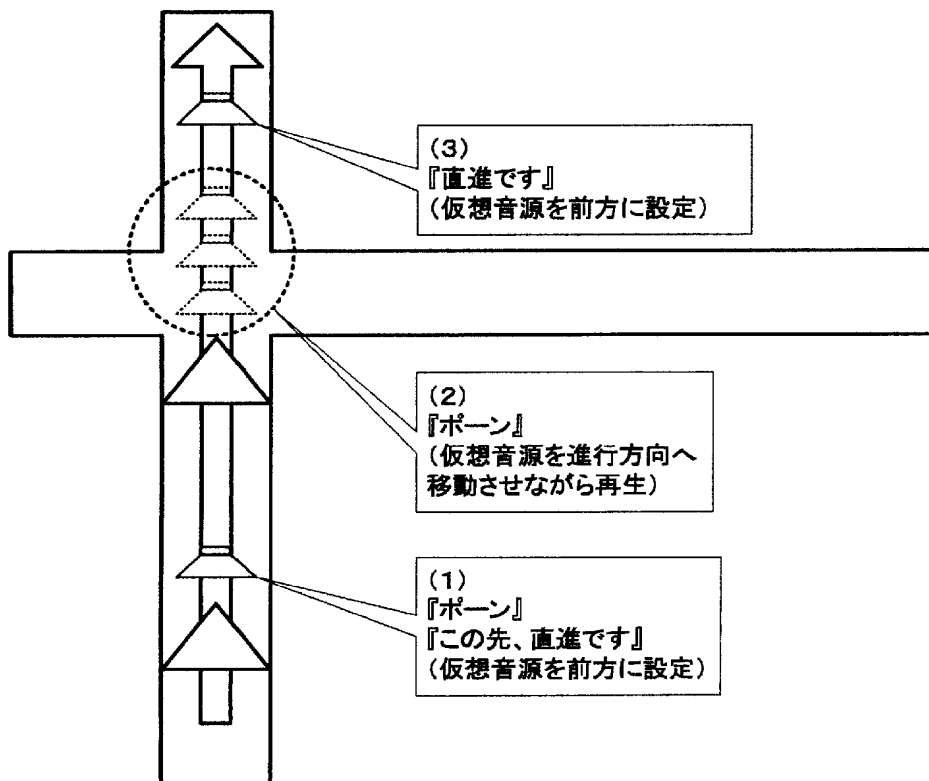 (3)
『直進です』
(仮想音源を前方に設定)
(2)
『ポーン』
(仮想音源を進行方向へ
移動させながら再生)
(1)
『ポーン』
『この先、直進です』
(仮想音源を前方に設定)